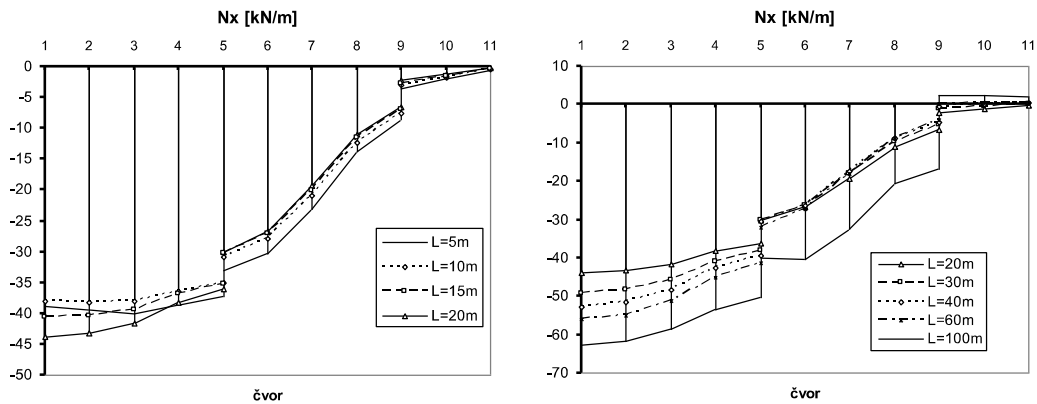 Nx [kN/m]
1 2 3 4 5 6 7 8 9 10 11
0
-5
-10
-15
-20
-25
-30
-35
-40
-45
-50
L=5m
L=10m
L=15m
L=20m
čvor
Nx [kN/m]
1 2 3 4 5 6 7 8 9 10 11
10
0
-10
-20
-30
-40
-50
-60
-70
L=20m
L=30m
L=40m
L=60m
L=100m
čvor